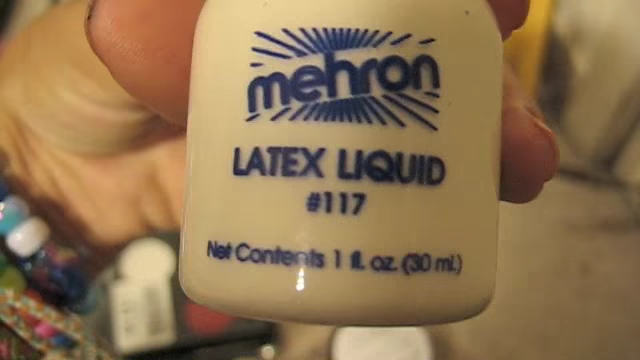 mehron
LATEX LIQUID
#117
Net Contents 1 fl. oz. (30 ml.)